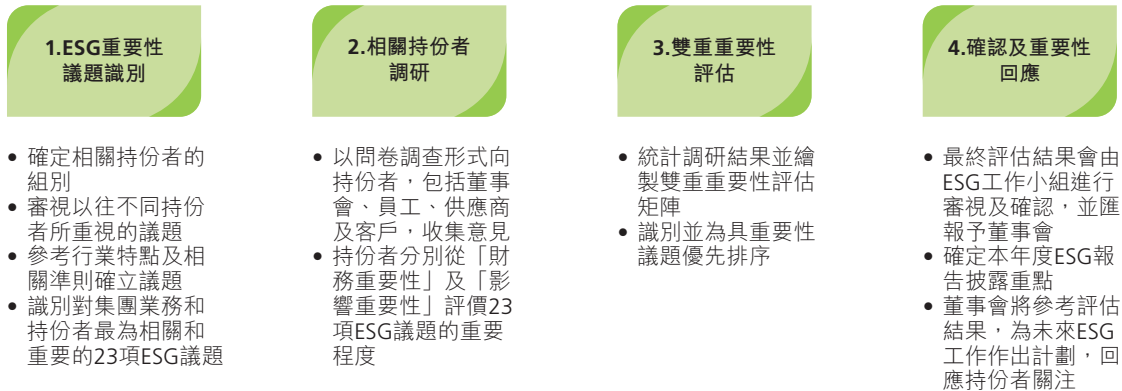 1.ESG重要性
議題識別
• 確定相關持份者的
組別
• 審視以往不同持份
者所重視的議題
• 參考行業特點及相
關準則確立議題
• 識別對集團業務和
持份者最為相關和
重要的23項ESG議題
2.相關持份者
調研
• 以問卷調查形式向
持份者，包括董事
會、員工、供應商
及客戶，收集意見
• 持份者分別從「財
務重要性」及「影
響重要性」評價23
項ESG議題的重要
程度
3.雙重重要性
評估
• 統計調研結果並繪
製雙重重要性評估
矩陣
• 識別並為具重要性
議題優先排序
4.確認及重要性
回應
• 最終評估結果會由
ESG工作小組進行
審視及確認，並匯
報予董事會
• 確定本年度ESG報
告披露重點
• 董事會將參考評估
結果，為未來ESG
工作作出計劃，回
應持份者關注